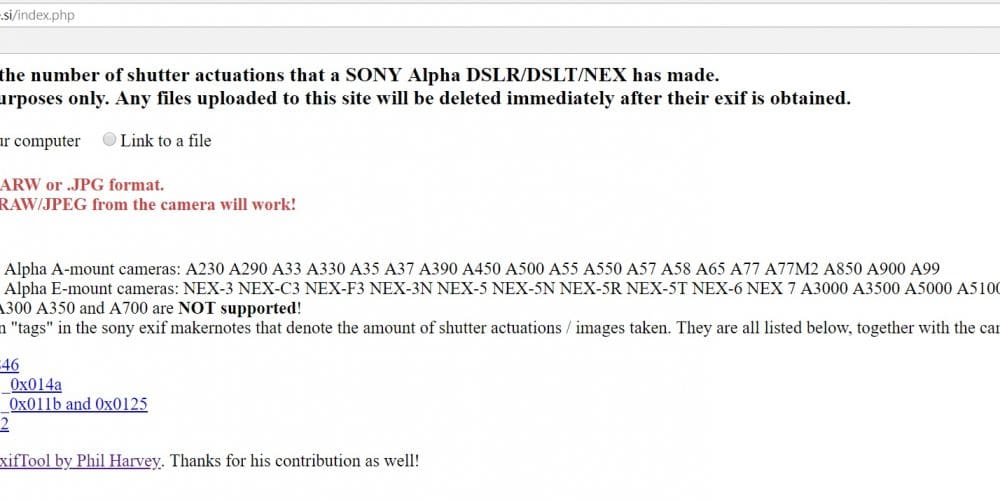 .si/index.php
the number of shutter actuations that a SONY Alpha DSLR/DSLT/NEX has made.
urposes only. Any files uploaded to this site will be deleted immediately after their exif is obtained.
ur computer Link to a file
ARW or .JPG format.
RAW/JPEG from the camera will work!
Alpha A-mount cameras: A230 A290 A33 A330 A35 A37 A390 A450 A500 A55 A550 A57 A58 A65 A77 A77M2 A850 A900 A99
Alpha E-mount cameras: NEX-3 NEX-C3 NEX-F3 NEX-3N NEX-5 NEX-5N NEX-5R NEX-5T NEX-6 NEX 7 A3000 A3500 A5000 A5100
A300 A350 and A700 are NOT supported!
n "tags" in the sony exif makernotes that denote the amount of shutter actuations / images taken. They are all listed below, together with the car
46
_0x014a
_0x011b and 0x0125
2
xifTool by Phil Harvey. Thanks for his contribution as well!